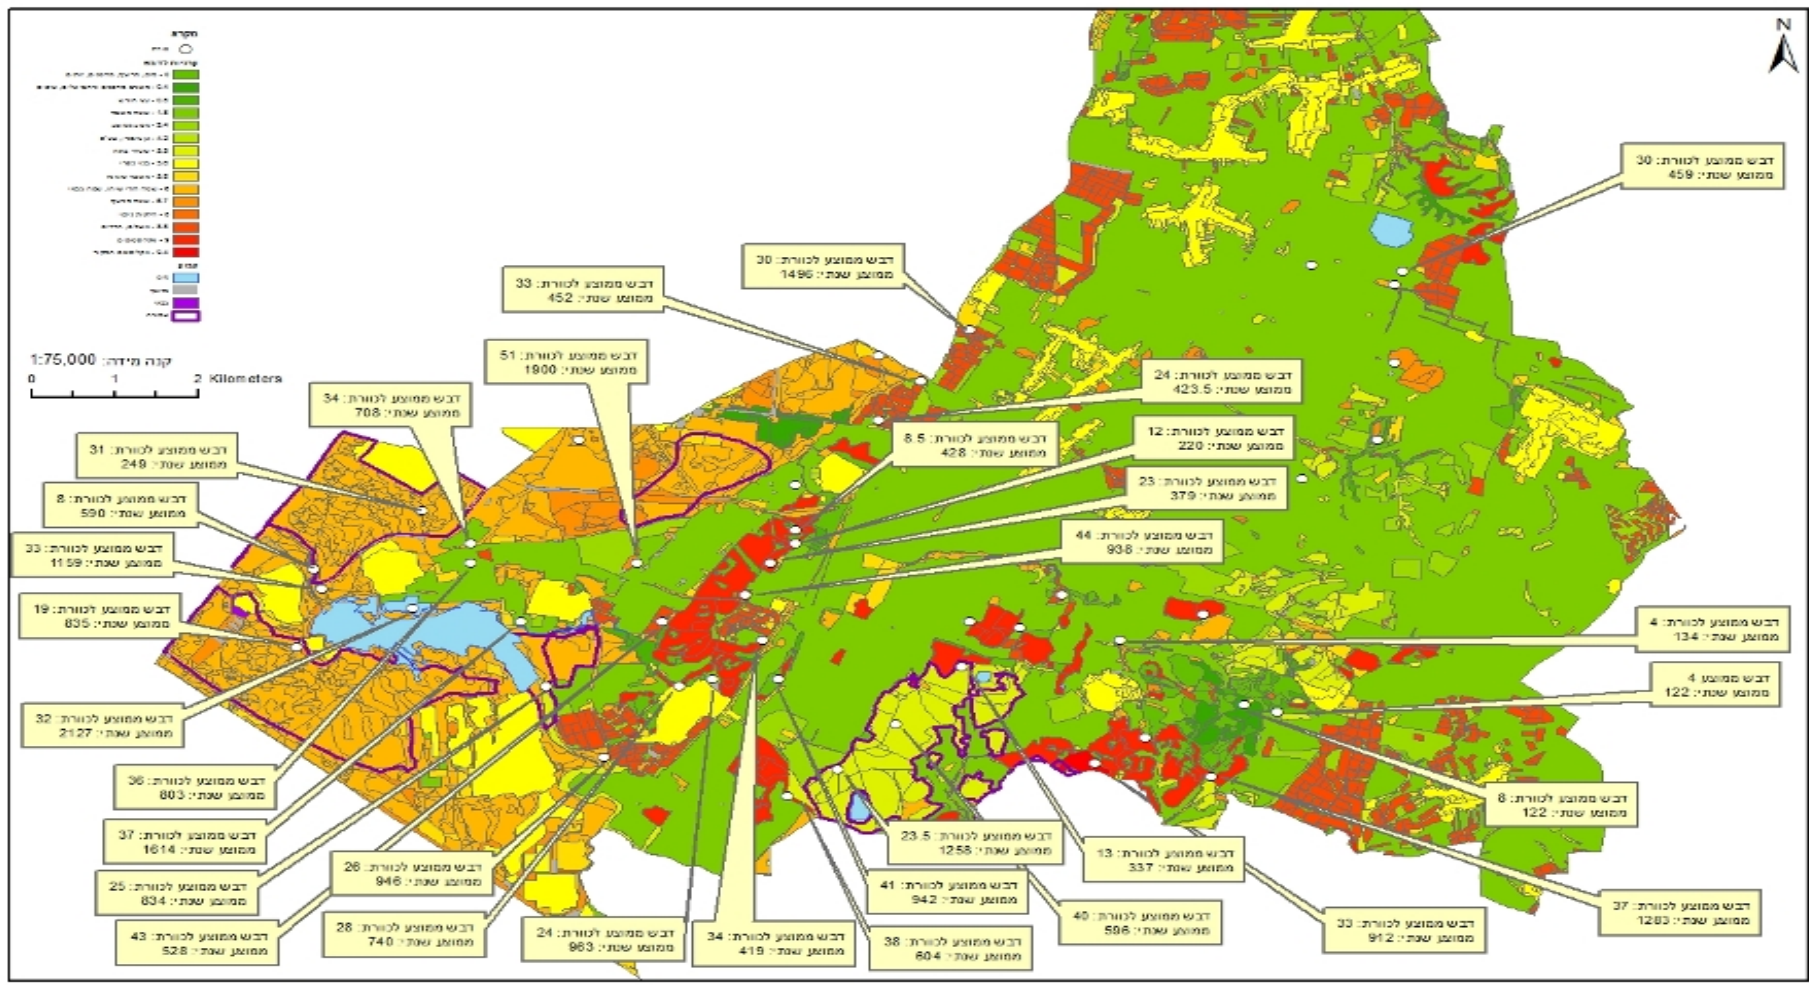 מקרא
קנה מידה: 1:75,000
0 1 2 Kilometers
N
דבש ממוצע לכוורת: 30
ממוצע שנתי: 459
דבש ממוצע לכוורת: 30
ממוצע שנתי: 1496
דבש ממוצע לכוורת: 33
ממוצע שנתי: 452
דבש ממוצע לכוורת: 51
ממוצע שנתי: 1900
דבש ממוצע לכוורת: 24
ממוצע שנתי: 423.5
דבש ממוצע לכוורת: 34
ממוצע שנתי: 708
דבש ממוצע לכוורת: 12
ממוצע שנתי: 220
דבש ממוצע לכוורת: 8.5
ממוצע שנתי: 428
דבש ממוצע לכוורת: 31
ממוצע שנתי: 249
דבש ממוצע לכוורת: 23
ממוצע שנתי: 379
דבש ממוצע לכוורת: 8
ממוצע שנתי: 590
דבש ממוצע לכוורת: 44
ממוצע שנתי: 938
דבש ממוצע לכוורת: 33
ממוצע שנתי: 1159
דבש ממוצע לכוורת: 19
ממוצע שנתי: 835
דבש ממוצע לכוורת: 4
ממוצע שנתי: 134
דבש ממוצע 4
ממוצע שנתי: 122
דבש ממוצע לכוורת: 32
ממוצע שנתי: 2127
דבש ממוצע לכוורת: 36
ממוצע שנתי: 803
דבש ממוצע לכוורת: 6
ממוצע שנתי: 122
דבש ממוצע לכוורת: 37
ממוצע שנתי: 1614
דבש ממוצע לכוורת: 23.5
ממוצע שנתי: 1258
דבש ממוצע לכוורת: 13
ממוצע שנתי: 337
דבש ממוצע לכוורת: 26
ממוצע שנתי: 946
דבש ממוצע לכוורת: 25
ממוצע שנתי: 834
דבש ממוצע לכוורת: 41
ממוצע שנתי: 942
דבש ממוצע לכוורת: 37
ממוצע שנתי: 1283
דבש ממוצע לכוורת: 40
ממוצע שנתי: 596
דבש ממוצע לכוורת: 33
ממוצע שנתי: 912
דבש ממוצע לכוורת: 28
ממוצע שנתי: 740
דבש ממוצע לכוורת: 24
ממוצע שנתי: 963
דבש ממוצע לכוורת: 34
ממוצע שנתי: 419
דבש ממוצע לכוורת: 43
ממוצע שנתי: 528
דבש ממוצע לכוורת: 38
ממוצע שנתי: 604